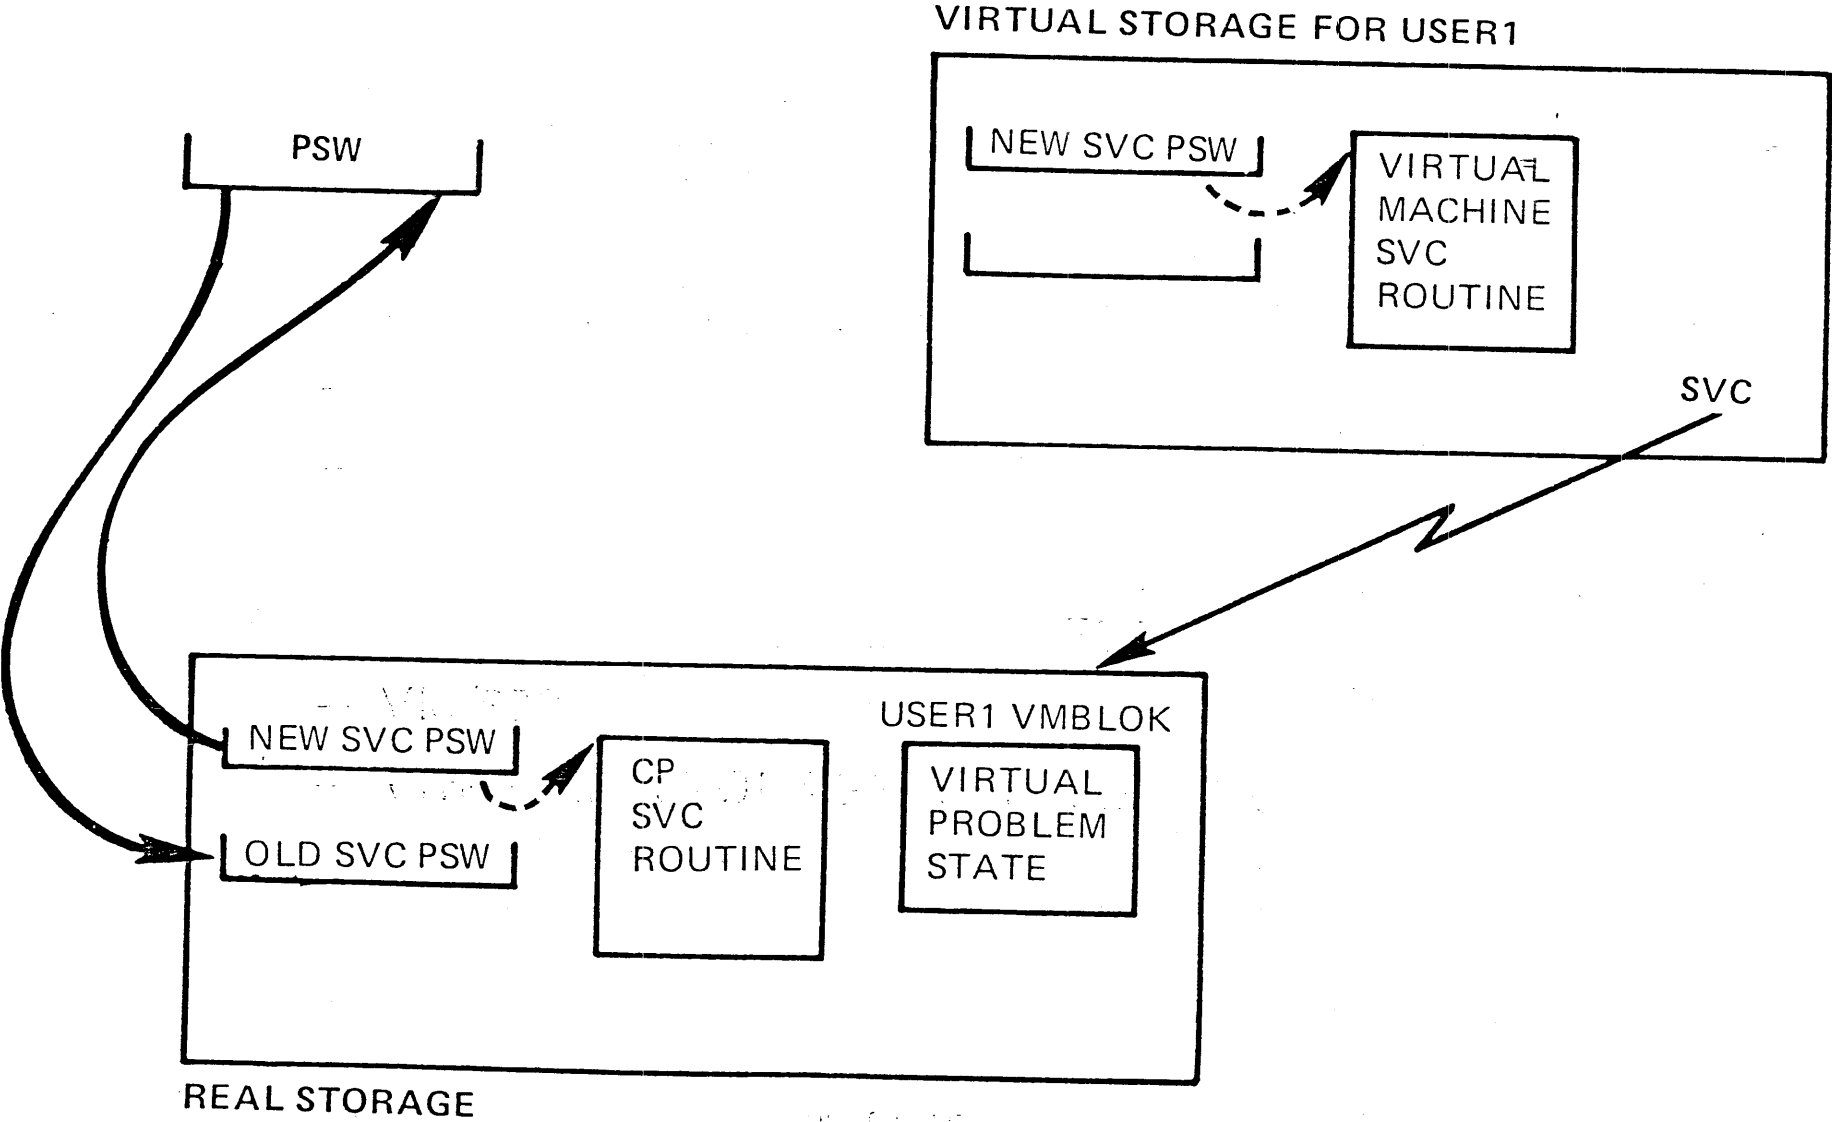 VIRTUAL STORAGE FOR USER1
PSW
NEW SVC PSW
VIRTUAL
MACHINE
SVC
ROUTINE
SVC
USER1 VMBLOK
NEW SVC PSW
CP
SVC
ROUTINE
VIRTUAL
PROBLEM
STATE
OLD SVC PSW
REAL STORAGE